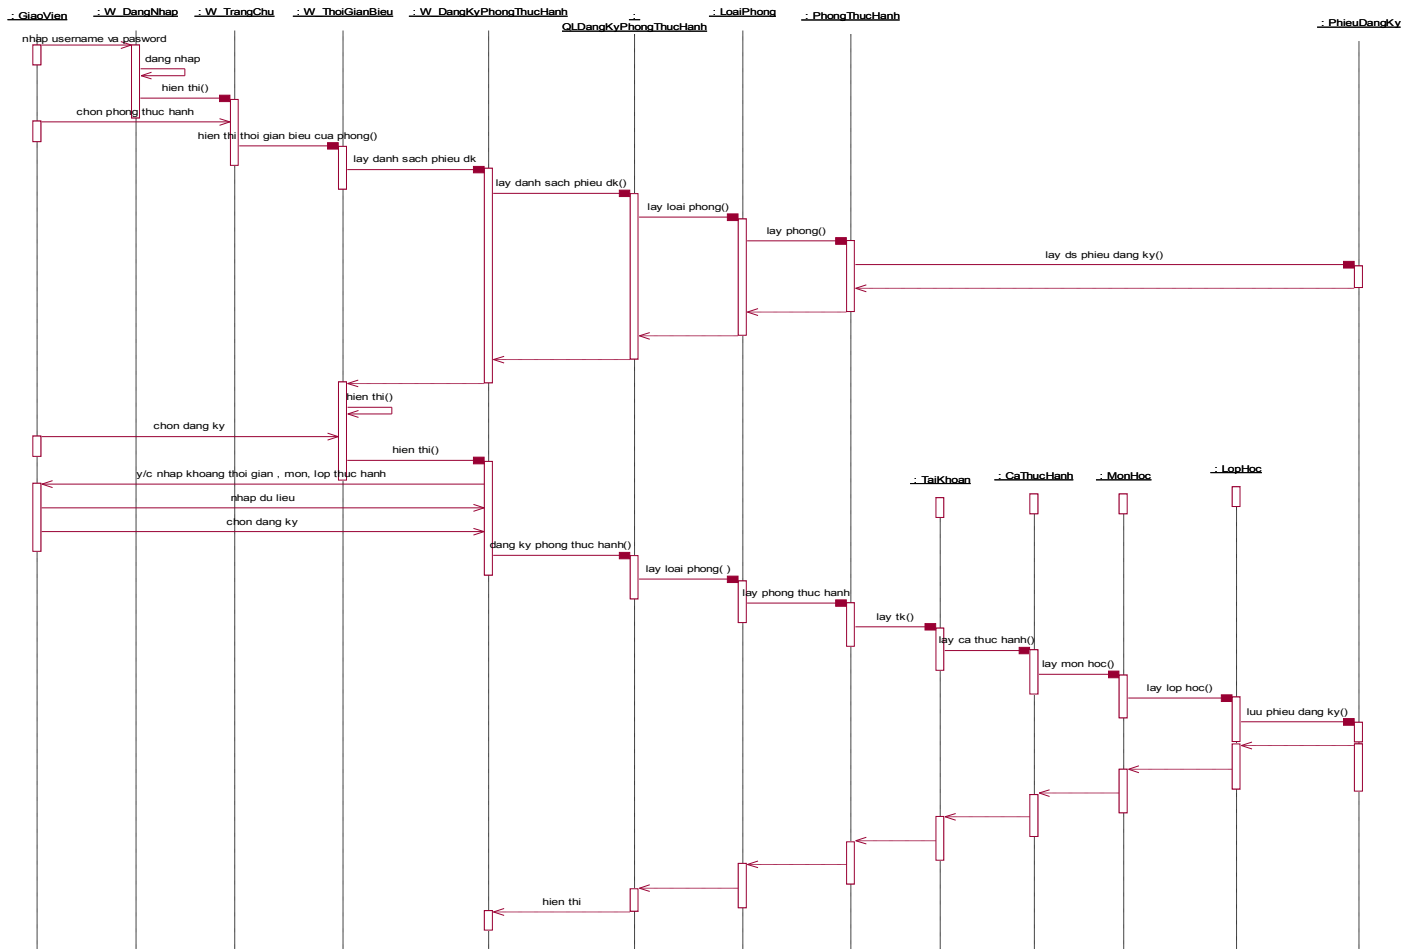 : GiaoVien
: W_DangNhap
: W_TrangChu
: W_ThoiGianBieu
: W_DangKyPhongThucHanh
:
QLDangKyPhongThucHanh
: LoaiPhong
: PhongThucHanh
: PhieuDangKy
nhap username va pasword
dang nhap
hien thi()
chon phong thuc hanh
hien thi thoi gian bieu cua phong()
lay danh sach phieu dk
lay danh sach phieu dk()
lay loai phong()
lay phong()
lay ds phieu dang ky()
hien thi()
chon dang ky
hien thi()
y/c nhap khoang thoi gian , mon, lop thuc hanh
: TaiKhoan
: CaThucHanh
: MonHoc
: LopHoc
nhap du lieu
chon dang ky
dang ky phong thuc hanh()
lay loai phong( )
lay phong thuc hanh
lay tk()
lay ca thuc hanh()
lay mon hoc()
lay lop hoc()
luu phieu dang ky()
hien thi